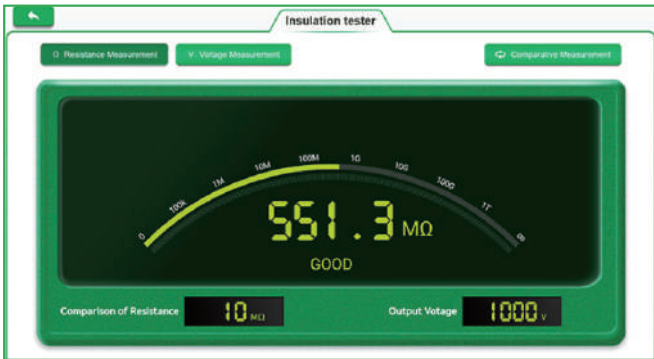 Insulation tester
Ω Resistance Measurement
V Votage Measurement
Comparative Measurement
0 100k 1M 10M 100M 1G 10G 100G 1T ∞
551.3 MΩ
GOOD
Comparison of Resistance 10 MΩ
Output Votage 1000 V